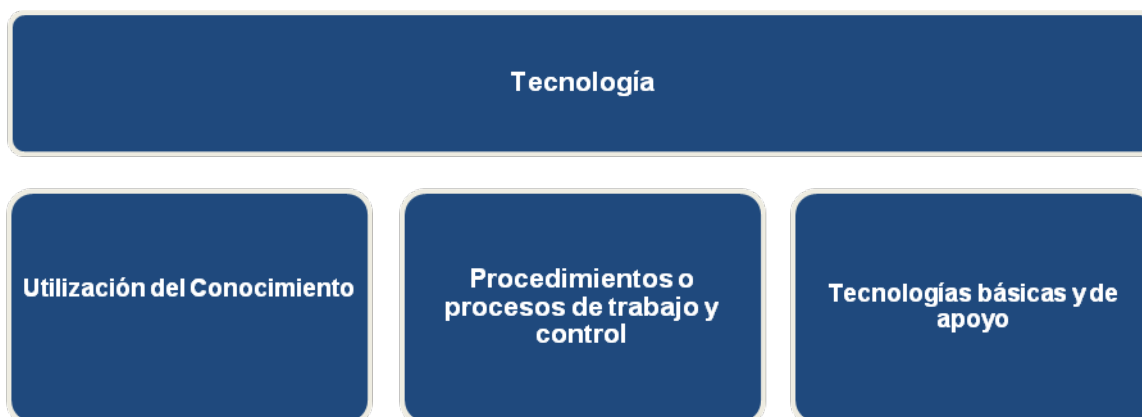 Tecnología
Utilización del Conocimiento
Procedimientos o
procesos de trabajo y
control
Tecnologías básicas y de
apoyo